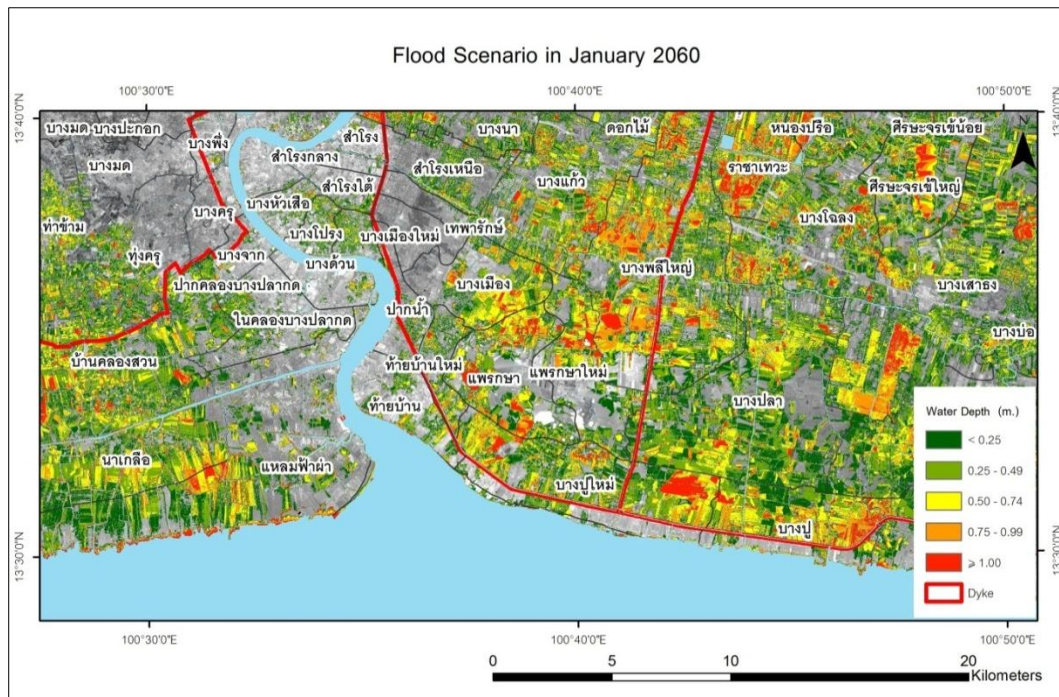 Flood Scenario in January 2060
100°30'0"E
100°40'0"E
100°50'0"E
13°40'0"N
13°40'0"N
N
บางมด
บางปะกอก
บางพึ่ง
สำโรง
บางนา
ดอกไม้
หนองปรือ
ศีรษะจรเข้น้อย
บางมด
สำโรงกลาง
สำโรงเหนือ
ราชาเทวะ
สำโรงใต้
บางแก้ว
ศีรษะจรเข้ใหญ่
บางครุ
บางหัวเสือ
ท่าข้าม
บางโปรง
บางเมืองใหม่
เทพารักษ์
บางโฉลง
ทุ่งครุ
บางจาก
บางด้วน
บางพลีใหญ่
ปากคลองบางปลากด
บางเมือง
บางเสาธง
ในคลองบางปลากด
ปากน้ำ
บางบ่อ
บ้านคลองสวน
ท้ายบ้านใหม่
แพรกษา
แพรกษาใหม่
ท้ายบ้าน
บางปลา
นาเกลือ
แหลมฟ้าผ่า
บางปูใหม่
บางปู
Water Depth (m.)
< 0.25
0.25 - 0.49
0.50 - 0.74
0.75 - 0.99
⩾ 1.00
Dyke
13°30'0"N
13°30'0"N
100°30'0"E
100°40'0"E
100°50'0"E
0
5
10
20
Kilometers